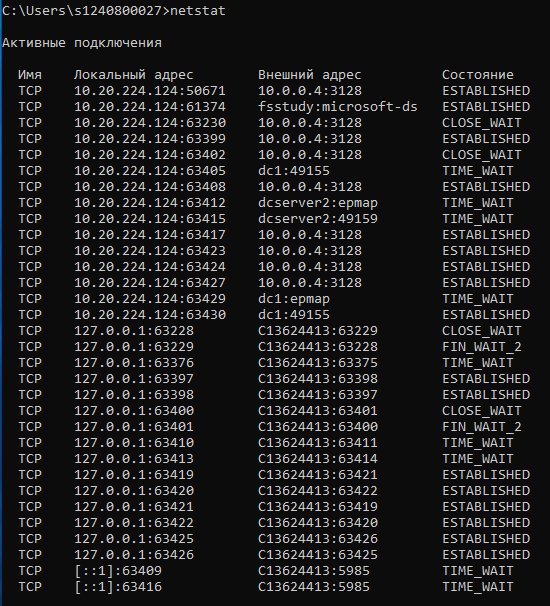 C:\Users\s1240800027>netstat
Активные подключения
Имя Локальный адрес Внешний адрес Состояние
TCP 10.20.224.124:50671 10.0.0.4:3128 ESTABLISHED
TCP 10.20.224.124:61374 fsstudy:microsoft-ds ESTABLISHED
TCP 10.20.224.124:63230 10.0.0.4:3128 CLOSE_WAIT
TCP 10.20.224.124:63399 10.0.0.4:3128 ESTABLISHED
TCP 10.20.224.124:63402 10.0.0.4:3128 CLOSE_WAIT
TCP 10.20.224.124:63405 dc1:49155 TIME_WAIT
TCP 10.20.224.124:63408 10.0.0.4:3128 ESTABLISHED
TCP 10.20.224.124:63412 dcserver2:epmap TIME_WAIT
TCP 10.20.224.124:63415 dcserver2:49159 TIME_WAIT
TCP 10.20.224.124:63417 10.0.0.4:3128 ESTABLISHED
TCP 10.20.224.124:63423 10.0.0.4:3128 ESTABLISHED
TCP 10.20.224.124:63424 10.0.0.4:3128 ESTABLISHED
TCP 10.20.224.124:63427 10.0.0.4:3128 ESTABLISHED
TCP 10.20.224.124:63429 dc1:epmap TIME_WAIT
TCP 10.20.224.124:63430 dc1:49155 ESTABLISHED
TCP 127.0.0.1:63228 C13624413:63229 CLOSE_WAIT
TCP 127.0.0.1:63229 C13624413:63228 FIN_WAIT_2
TCP 127.0.0.1:63376 C13624413:63375 TIME_WAIT
TCP 127.0.0.1:63397 C13624413:63398 ESTABLISHED
TCP 127.0.0.1:63398 C13624413:63397 ESTABLISHED
TCP 127.0.0.1:63400 C13624413:63401 CLOSE_WAIT
TCP 127.0.0.1:63401 C13624413:63400 FIN_WAIT_2
TCP 127.0.0.1:63410 C13624413:63411 TIME_WAIT
TCP 127.0.0.1:63413 C13624413:63414 TIME_WAIT
TCP 127.0.0.1:63419 C13624413:63421 ESTABLISHED
TCP 127.0.0.1:63420 C13624413:63422 ESTABLISHED
TCP 127.0.0.1:63421 C13624413:63419 ESTABLISHED
TCP 127.0.0.1:63422 C13624413:63420 ESTABLISHED
TCP 127.0.0.1:63425 C13624413:63426 ESTABLISHED
TCP 127.0.0.1:63426 C13624413:63425 ESTABLISHED
TCP [::1]:63409 C13624413:5985 TIME_WAIT
TCP [::1]:63416 C13624413:5985 TIME_WAIT